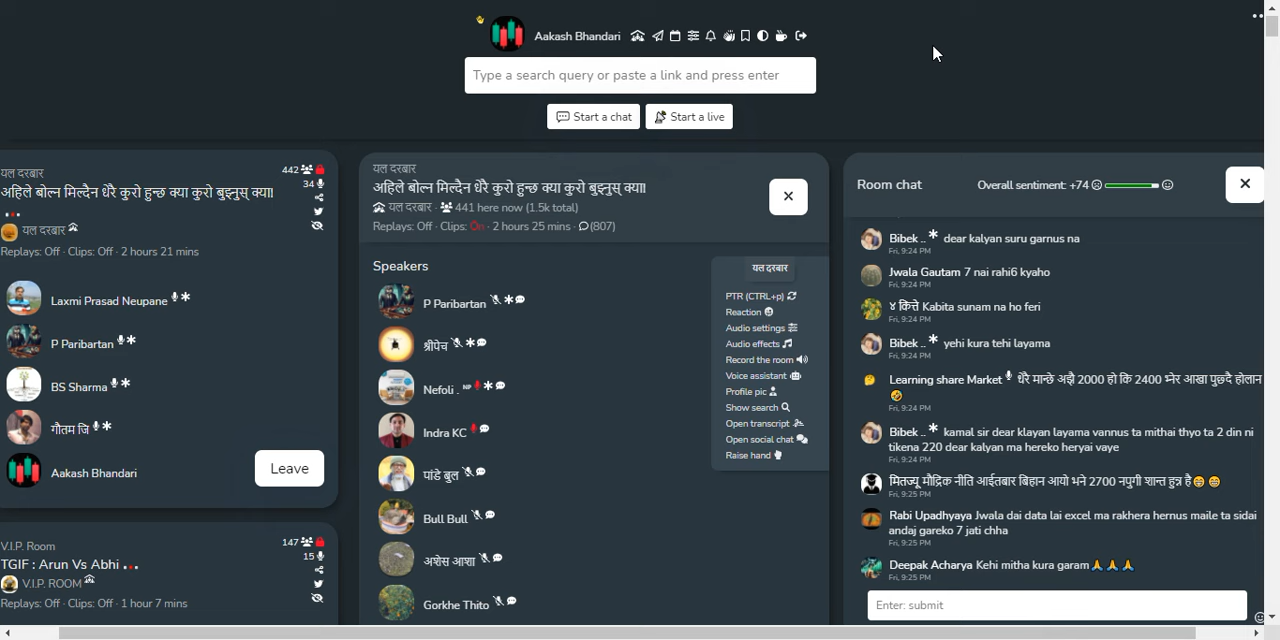 Aakash Bhandari
Type a search query or paste a link and press enter
Start a chat
Start a live
यल दरबार
442
34
अहिले बोल्न मिल्दैन धेरै कुरो हुन्छ क्या कुरो बुझ्नुस् क्या॥
यल दरबार
Replays: Off · Clips: Off · 2 hours 21 mins
Laxmi Prasad Neupane
P Paribartan
BS Sharma
गौतम जि
Aakash Bhandari
Leave
V.I.P. Room
147
15
TGIF : Arun Vs Abhi
V.I.P. ROOM
Replays: Off · Clips: Off · 1 hour 7 mins
यल दरबार
अहिले बोल्न मिल्दैन धेरै कुरो हुन्छ क्या कुरो बुझ्नुस् क्या॥
यल दरबार · 441 here now (1.5k total)
Replays: Off · Clips: On · 2 hours 25 mins · (807)
Speakers
P Paribartan
श्रीपेच
Nefoli . NP
Indra KC
पांडे बुल
Bull Bull
अशेस आशा
Gorkhe Thito
यल दरबार
PTR (CTRL+p)
Reaction
Audio settings
Audio effects
Record the room
Voice assistant
Profile pic
Show search
Open transcript
Open social chat
Raise hand
Room chat
Overall sentiment: +74
Bibek .. dear kalyan suru garnus na
Fri, 9:24 PM
Jwala Gautam 7 nai rahi6 kyaho
Fri, 9:24 PM
४ कित्ते Kabita sunam na ho feri
Fri, 9:24 PM
Bibek .. yehi kura tehi layama
Fri, 9:24 PM
Learning share Market धेरै मान्छे अझै 2000 हो कि 2400 भ्नेर आखा पुछ्दै होलान
🤣
Fri, 9:24 PM
Bibek .. kamal sir dear klayan layama vannus ta mithai thyo ta 2 din ni
tikena 220 dear kalyan ma hereko heryai vaye
Fri, 9:24 PM
मितज्यू मौद्रिक नीति आईतबार बिहान आयो भने 2700 नपुगी शान्त हुन्न है😁😁
Fri, 9:25 PM
Rabi Upadhyaya Jwala dai data lai excel ma rakhera hernus maile ta sidai
andaj gareko 7 jati chha
Fri, 9:25 PM
Deepak Acharya Kehi mitha kura garam🙏🙏🙏
Fri, 9:25 PM
Enter: submit